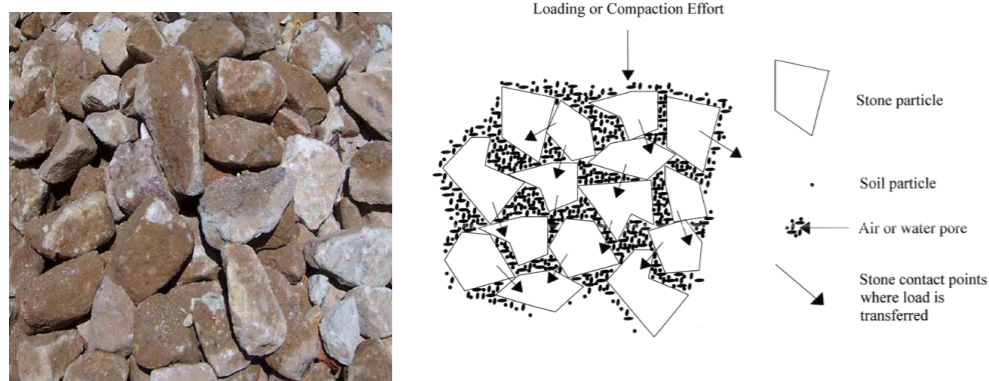 Loading or Compaction Effort
Stone particle
Soil particle
Air or water pore
Stone contact points
where load is
transferred